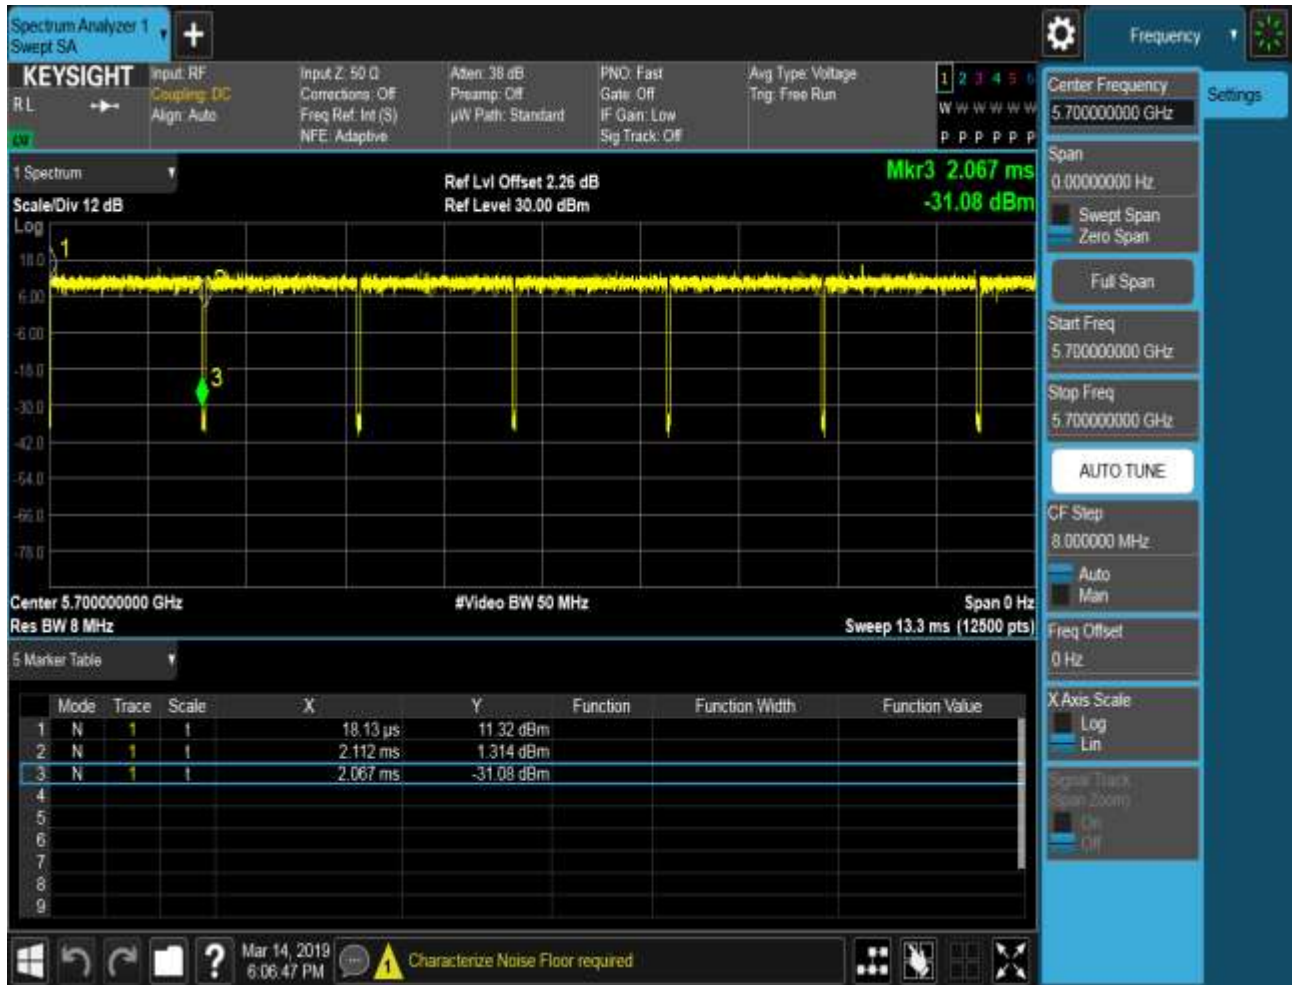 Spectrum Analyzer 1
Swept SA
Frequency
KEYSIGHT
RL
Input: RF
Coupling: DC
Align: Auto
Input Z: 50 Ω
Corrections: Off
Freq Ref: Int (S)
NFE: Adaptive
Atten: 38 dB
Preamp: Off
µW Path: Standard
PNO: Fast
Gate: Off
IF Gain: Low
Sig Track: Off
Avg Type: Voltage
Trig: Free Run
1 2 3 4 5 6
W W W W W W
P P P P P P
1 Spectrum
Scale/Div 12 dB
Log
Ref Lvl Offset 2.26 dB
Ref Level 30.00 dBm
Mkr3 2.067 ms
-31.08 dBm
18.0
6.00
-6.00
-18.0
-30.0
-42.0
-54.0
-66.0
-78.0
1
2
3
Center 5.700000000 GHz
Res BW 8 MHz
#Video BW 50 MHz
Span 0 Hz
Sweep 13.3 ms (12500 pts)
5 Marker Table
Mode Trace Scale X Y Function Function Width Function Value
1 N 1 t 18.13 µs 11.32 dBm
2 N 1 t 2.112 ms 1.314 dBm
3 N 1 t 2.067 ms -31.08 dBm
4
5
6
7
8
9
Center Frequency
5.700000000 GHz
Settings
Span
0.00000000 Hz
Swept Span
Zero Span
Full Span
Start Freq
5.700000000 GHz
Stop Freq
5.700000000 GHz
AUTO TUNE
CF Step
8.000000 MHz
Auto
Man
Freq Offset
0 Hz
X Axis Scale
Log
Lin
Signal Track
(Span Zoom)
On
Off
?
Mar 14, 2019
6:06:47 PM
1
Characterize Noise Floor required